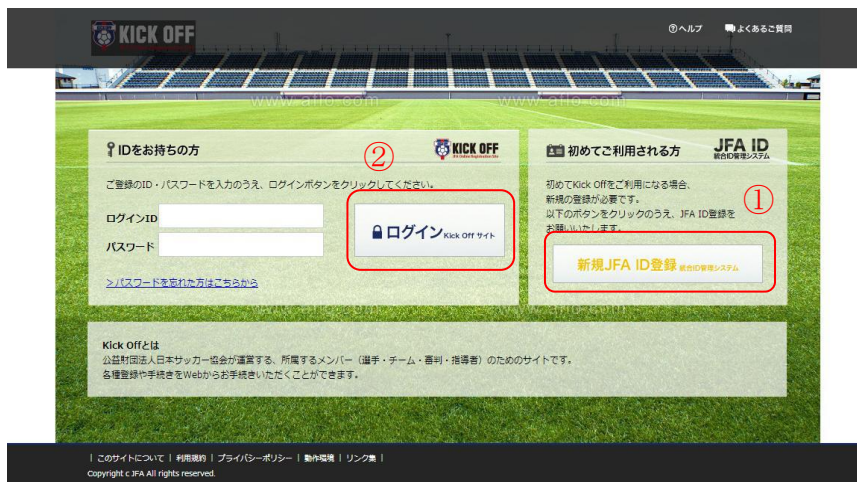 KICK OFF
ヘルプ
よくあるご質問
www.aflo.com
www.aflo.com
IDをお持ちの方
②
KICK OFF
ご登録のID・パスワードを入力のうえ、ログインボタンをクリックしてください。
ログインID
パスワード
ログイン Kick Off サイト
>パスワードを忘れた方はこちらから
初めてご利用される方
JFA ID
統合ID管理システム
初めてKick Offをご利用になる場合、
新規の登録が必要です。
以下のボタンをクリックのうえ、JFA ID登録を
お願いいたします。
①
新規JFA ID登録 統合ID管理システム
Kick Offとは
公益財団法人日本サッカー協会が運営する、所属するメンバー（選手・チーム・審判・指導者）のためのサイトです。
各種登録や手続きをWebからお手続きいただくことができます。
| このサイトについて | 利用規約 | プライバシーポリシー | 動作環境 | リンク集 |
Copyright c JFA All rights reserved.